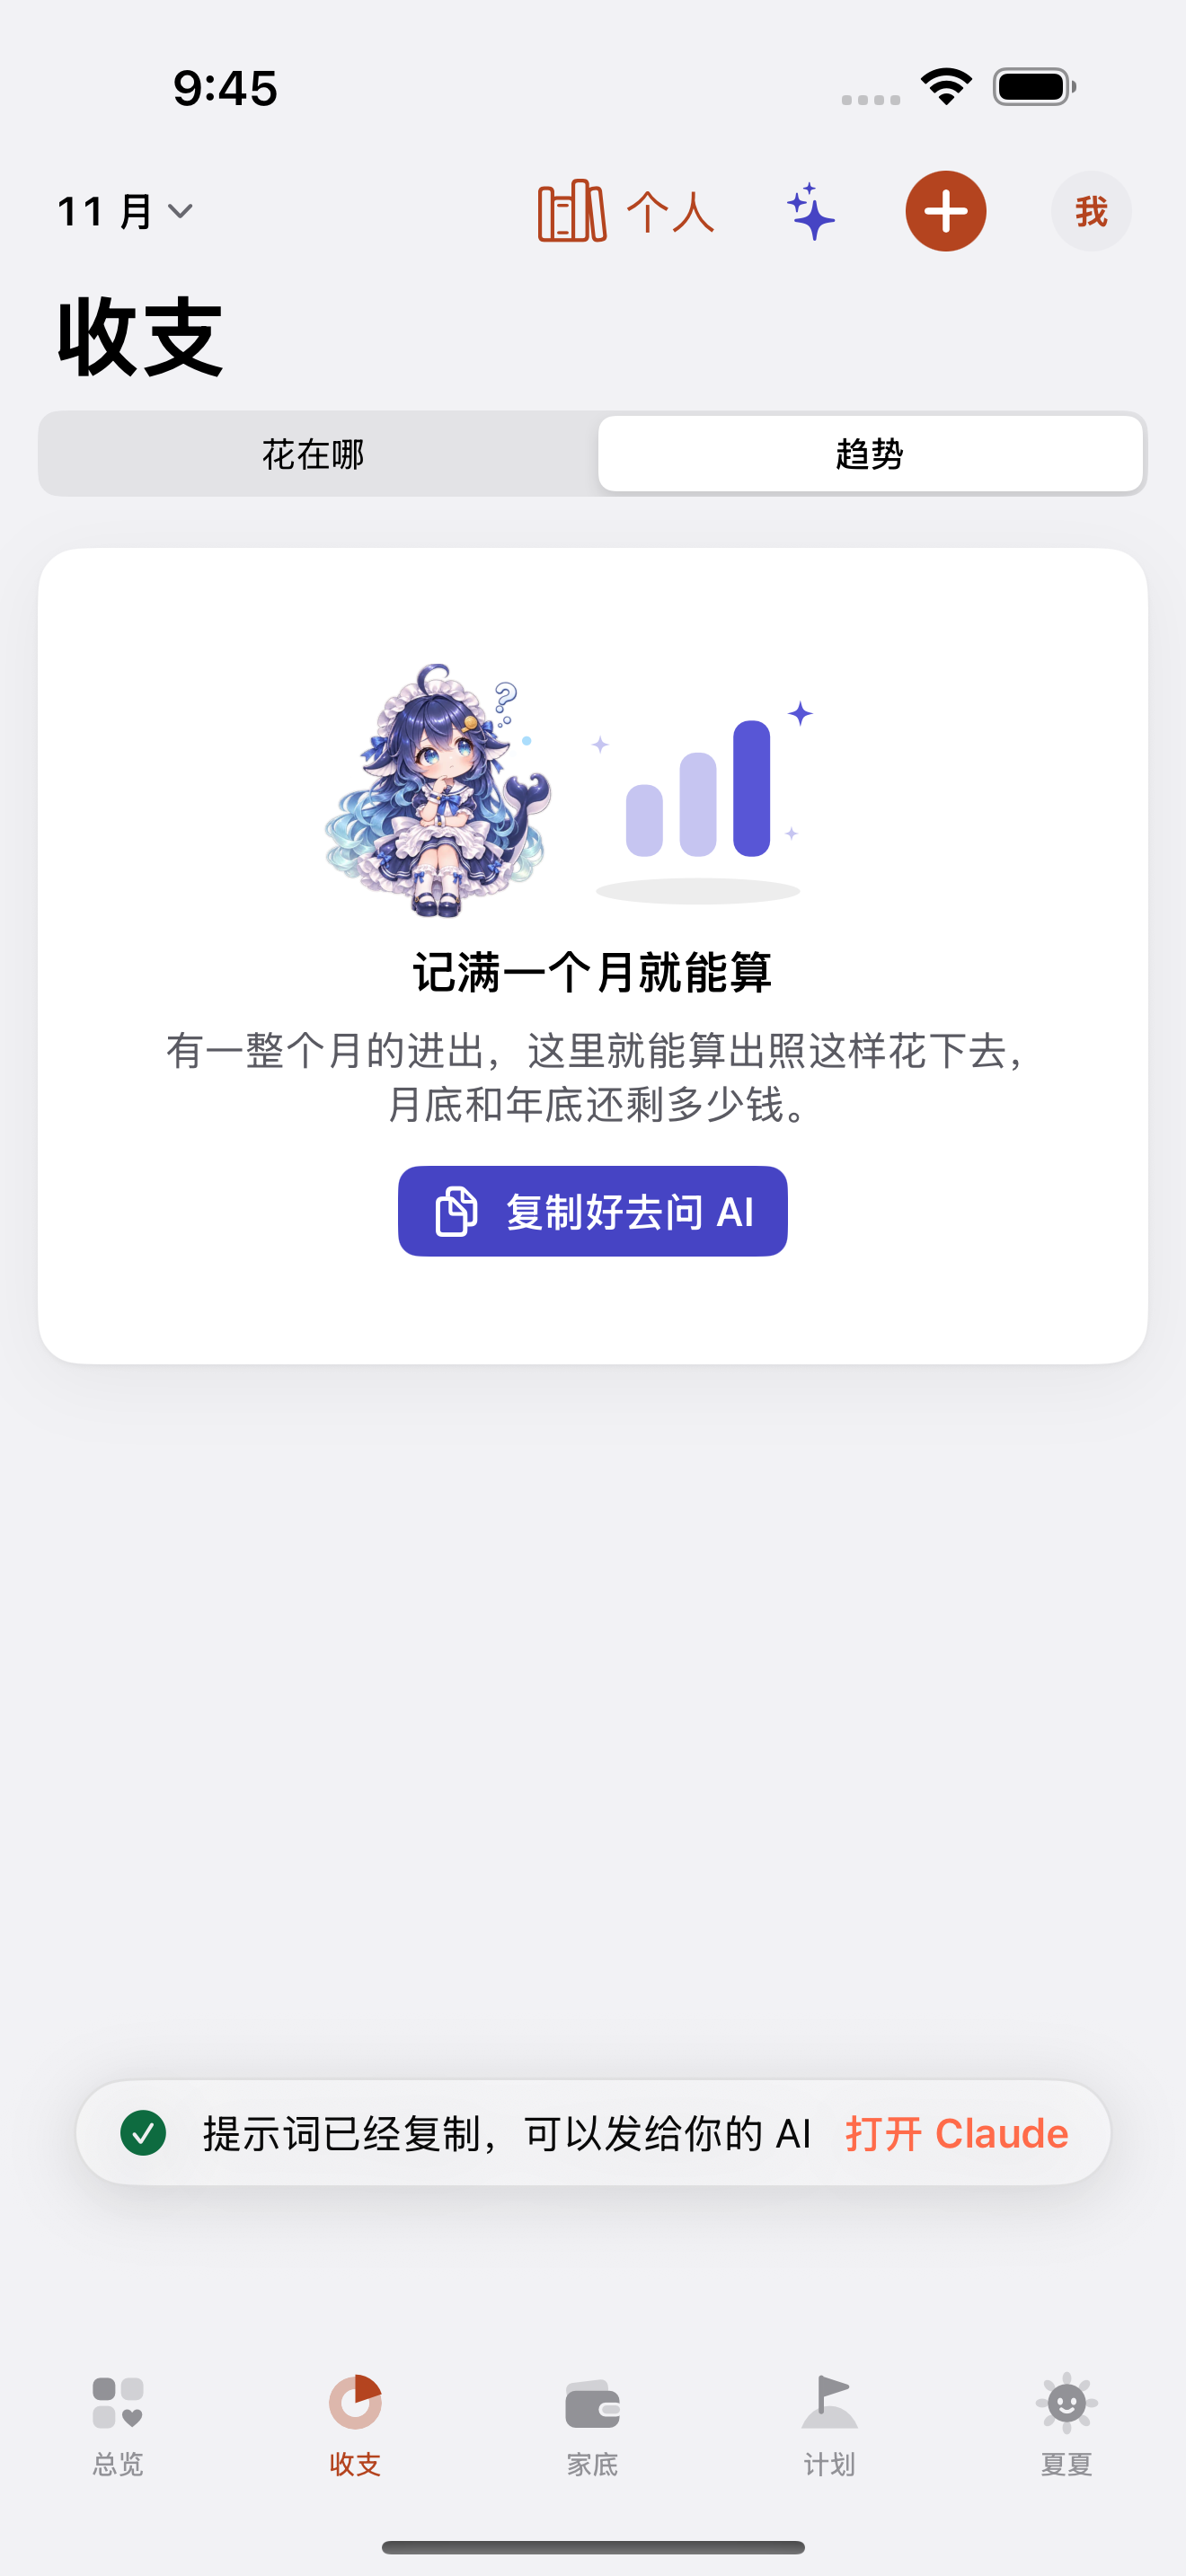 9:45
11 月
个人
我
收支
花在哪
趋势
记满一个月就能算
有一整个月的进出，这里就能算出照这样花下去，
月底和年底还剩多少钱。
复制好去问 AI
提示词已经复制，可以发给你的 AI
打开 Claude
总览
收支
家底
计划
夏夏